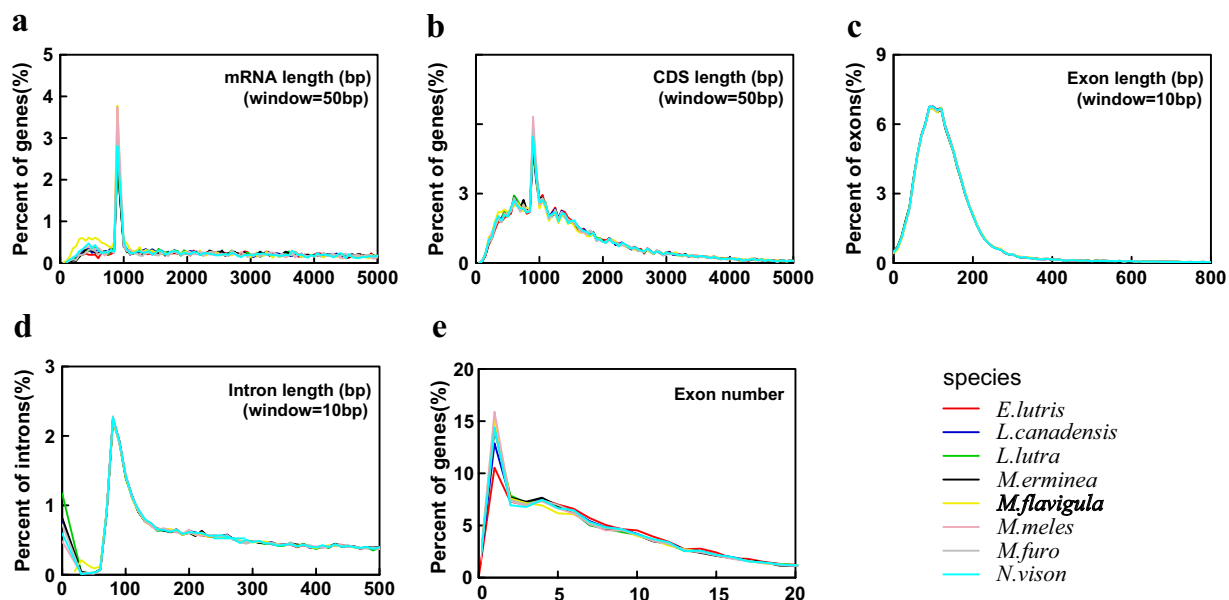 a
mRNA length (bp)
(window=50bp)
Percent of genes(%)
5
4
3
2
1
0
0 1000 2000 3000 4000 5000
b
CDS length (bp)
(window=50bp)
Percent of genes(%)
3
0
0 1000 2000 3000 4000 5000
c
Exon length (bp)
(window=10bp)
Percent of exons(%)
9
6
3
0
0 200 400 600 800
d
Intron length (bp)
(window=10bp)
Percent of introns(%)
3
2
1
0
0 100 200 300 400 500
e
Exon number
Percent of genes(%)
20
15
10
5
0
5 10 15 20
species
E.lutris
L.canadensis
L.lutra
M.erminea
M.flavigula
M.meles
M.furo
N.vison